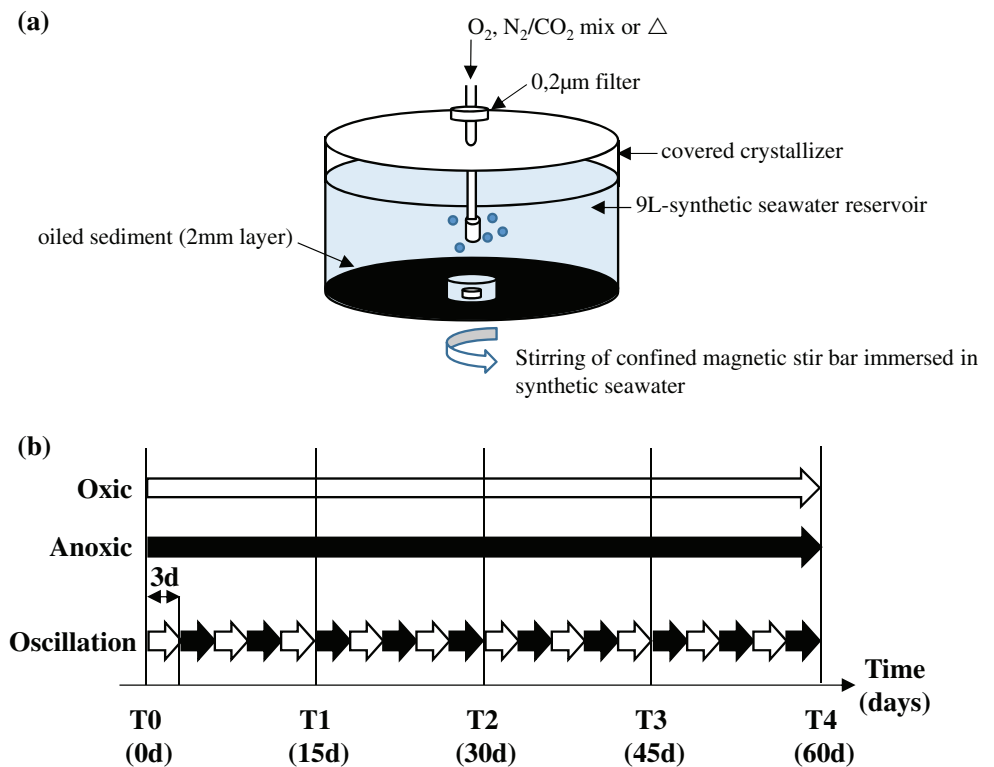 (a)
O₂, N₂/CO₂ mix or △
0,2μm filter
covered crystallizer
9L-synthetic seawater reservoir
oiled sediment (2mm layer)
Stirring of confined magnetic stir bar immersed in
synthetic seawater
(b)
Oxic
Anoxic
3d
Oscillation
Time
(days)
T0 T1 T2 T3 T4
(0d) (15d) (30d) (45d) (60d)